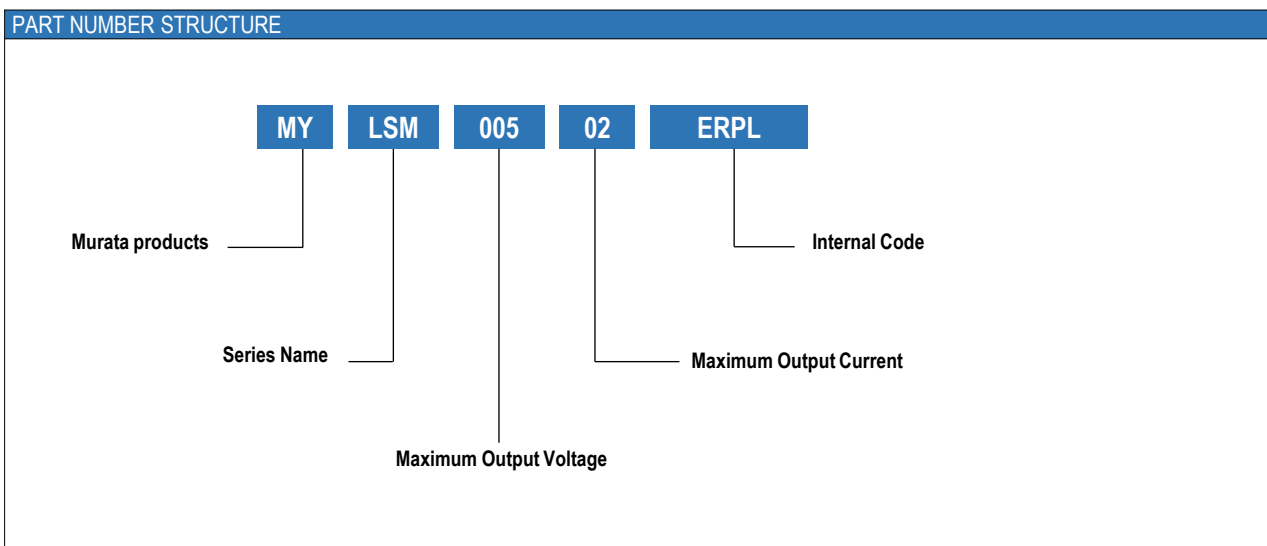 PART NUMBER STRUCTURE
MY LSM 005 02 ERPL
Murata products
Internal Code
Series Name
Maximum Output Current
Maximum Output Voltage